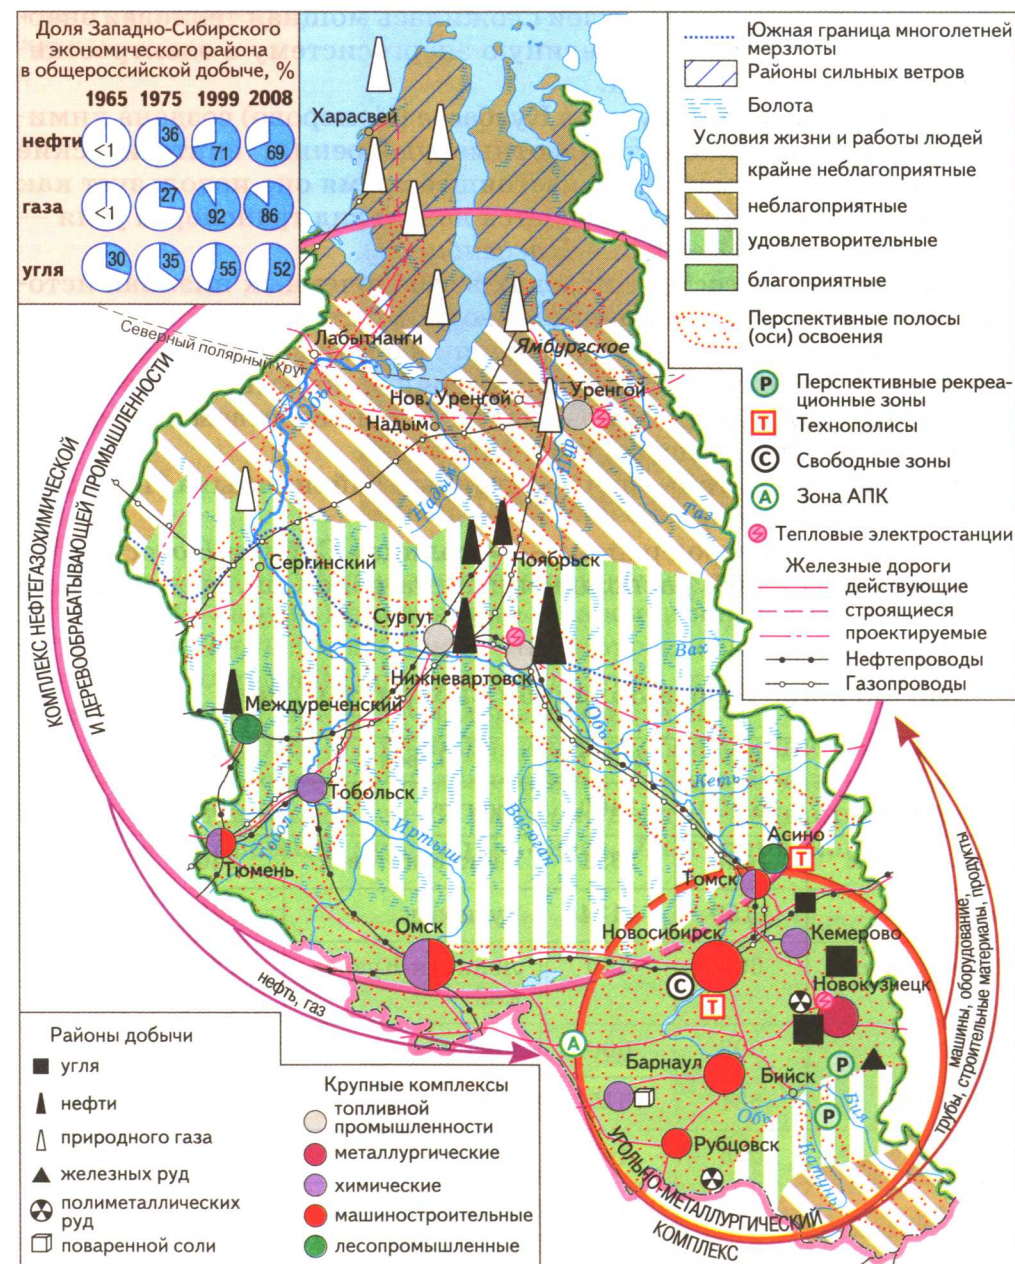 Доля Западно-Сибирского
экономического района
в общероссийской добыче, %
1965 1975 1999 2008
нефти <1 36 71 69
газа <1 27 92 86
угля 30 35 55 52
Южная граница многолетней
мерзлоты
Районы сильных ветров
Болота
Условия жизни и работы людей
крайне неблагоприятные
неблагоприятные
удовлетворительные
благоприятные
Перспективные полосы
(оси) освоения
Р Перспективные рекреа-
ционные зоны
Т Технополисы
С Свободные зоны
А Зона АПК
Тепловые электростанции
Железные дороги
действующие
строящиеся
проектируемые
Нефтепроводы
Газопроводы
Харасвей
Северный полярный круг
Лабытнанги
Ямбургское
Обь
Нов. Уренгой
Уренгой
Надым
Надым
Пур
Таз
Сергинский
Ноябрьск
Сургут
Вах
Нижневартовск
Междуреченский
Обь
Кеть
Тобольск
Васюган
Иртыш
Тобол
Тюмень
Асино
Т
Томск
Омск
Новосибирск
Кемерово
С
Т
Новокузнецк
А
Барнаул
Бийск
Р
Р
Обь
Бия
Катунь
Рубцовск
КОМПЛЕКС НЕФТЕГАЗОХИМИЧЕСКОЙ
И ДЕРЕВООБРАБАТЫВАЮЩЕЙ ПРОМЫШЛЕННОСТИ
нефть, газ
УГОЛЬНО-МЕТАЛЛУРГИЧЕСКИЙ
КОМПЛЕКС
машины, оборудование,
трубы, строительные материалы, продукты
Районы добычи
угля
нефти
природного газа
железных руд
полиметаллических
руд
поваренной соли
Крупные комплексы
топливной
промышленности
металлургические
химические
машиностроительные
лесопромышленные